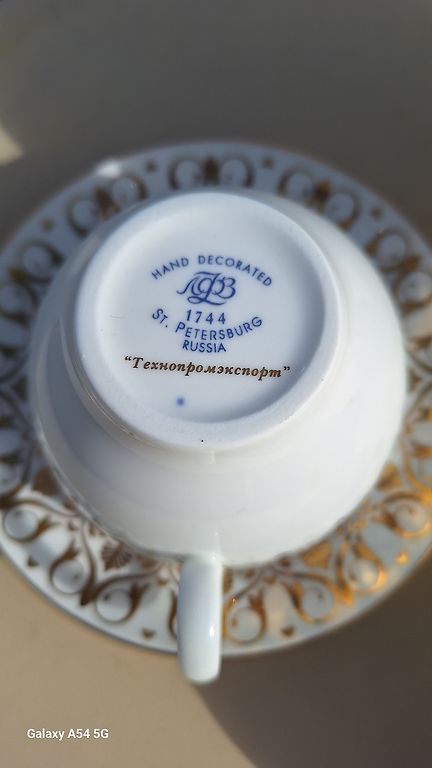 HAND DECORATED
ЛФЗ
1744
ST. PETERSBURG
RUSSIA
"Технопромэкспорт"
Galaxy A54 5G